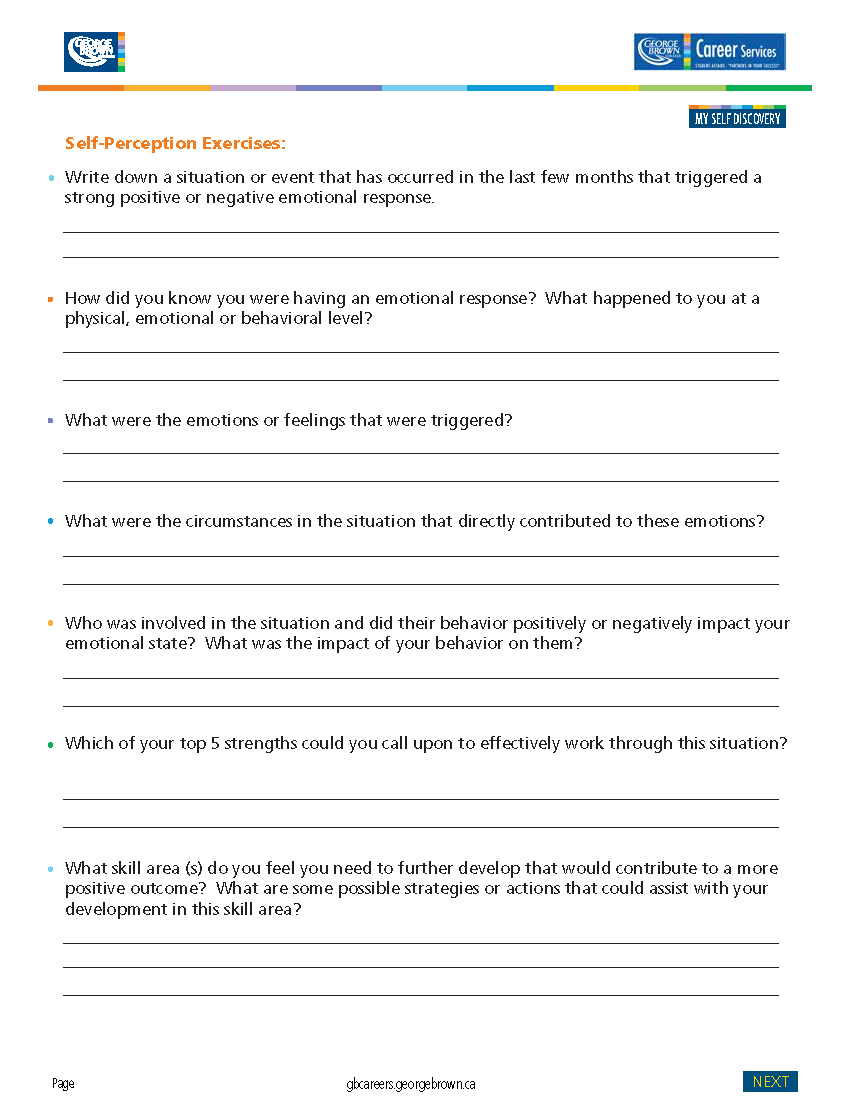 GEORGE
BROWN
GEORGE
BROWN
COLLEGE
Career Services
STUDENT AFFAIRS "PARTNERS IN YOUR SUCCESS"
MY SELF DISCOVERY
Self-Perception Exercises:
• Write down a situation or event that has occurred in the last few months that triggered a
strong positive or negative emotional response.
• How did you know you were having an emotional response?  What happened to you at a
physical, emotional or behavioral level?
• What were the emotions or feelings that were triggered?
• What were the circumstances in the situation that directly contributed to these emotions?
• Who was involved in the situation and did their behavior positively or negatively impact your
emotional state?  What was the impact of your behavior on them?
• Which of your top 5 strengths could you call upon to effectively work through this situation?
• What skill area (s) do you feel you need to further develop that would contribute to a more
positive outcome?  What are some possible strategies or actions that could assist with your
development in this skill area?
Page
gbcareers.georgebrown.ca
NEXT